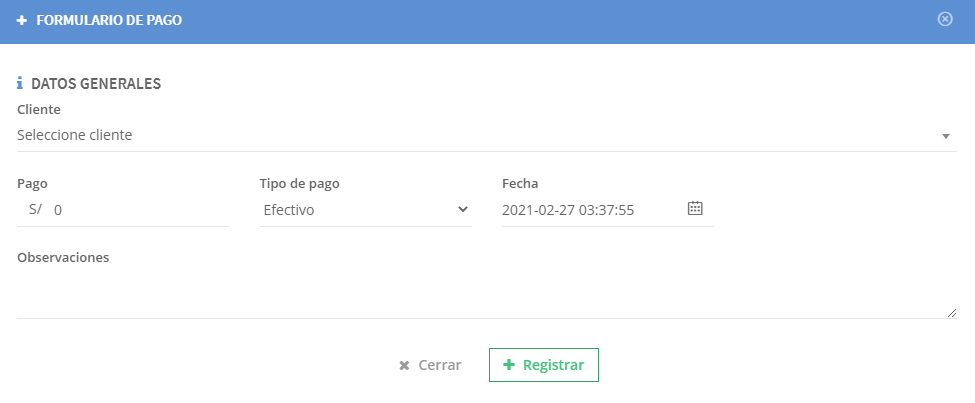 FORMULARIO DE PAGO
DATOS GENERALES
Cliente
Seleccione cliente
Pago Tipo de pago Fecha
S/ 0 Efectivo 2021-02-27 03:37:55
Observaciones
Cerrar Registrar